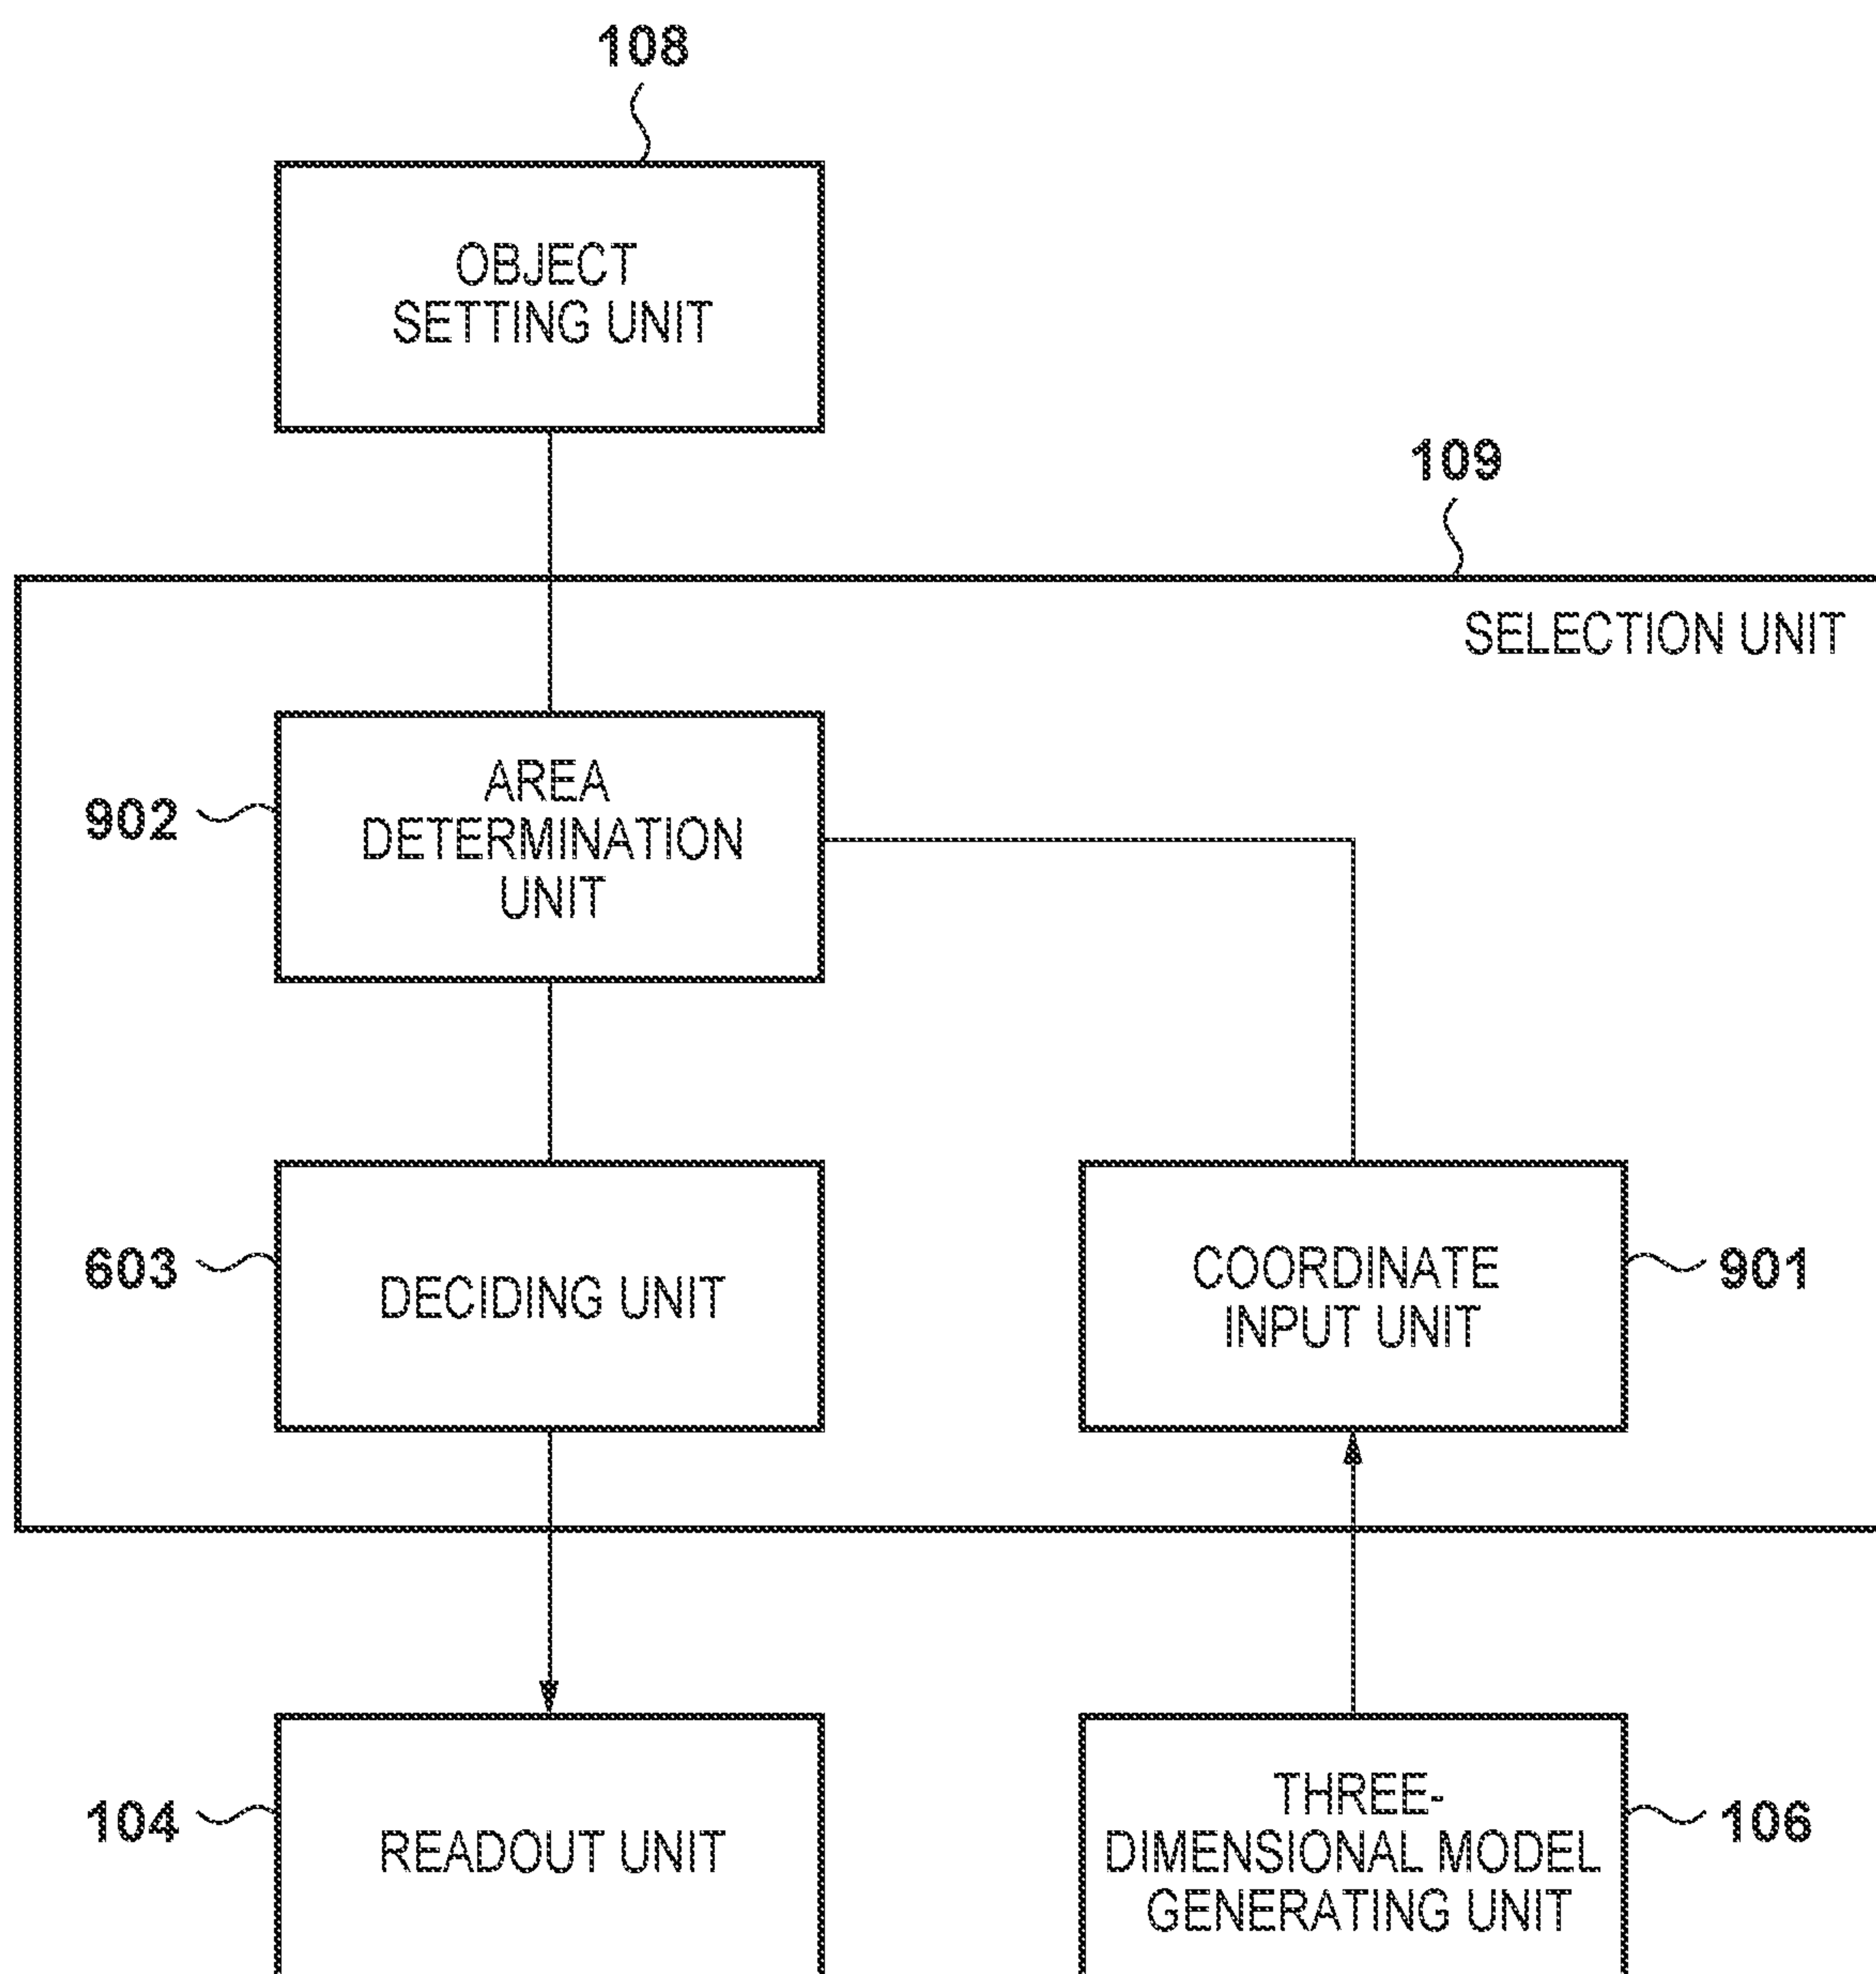 108
OBJECT
SETTING UNIT
109
SELECTION UNIT
902
AREA
DETERMINATION
UNIT
603
DECIDING UNIT
COORDINATE
INPUT UNIT
901
104
READOUT UNIT
THREE-
DIMENSIONAL MODEL
GENERATING UNIT
106